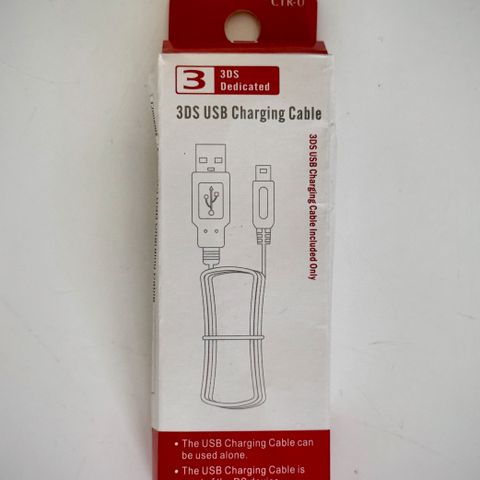 CTR-U
3
3DS
Dedicated
3DS USB Charging Cable
3DS USB Charging Cable Included Only
• The USB Charging Cable can
be used alone.
• The USB Charging Cable is